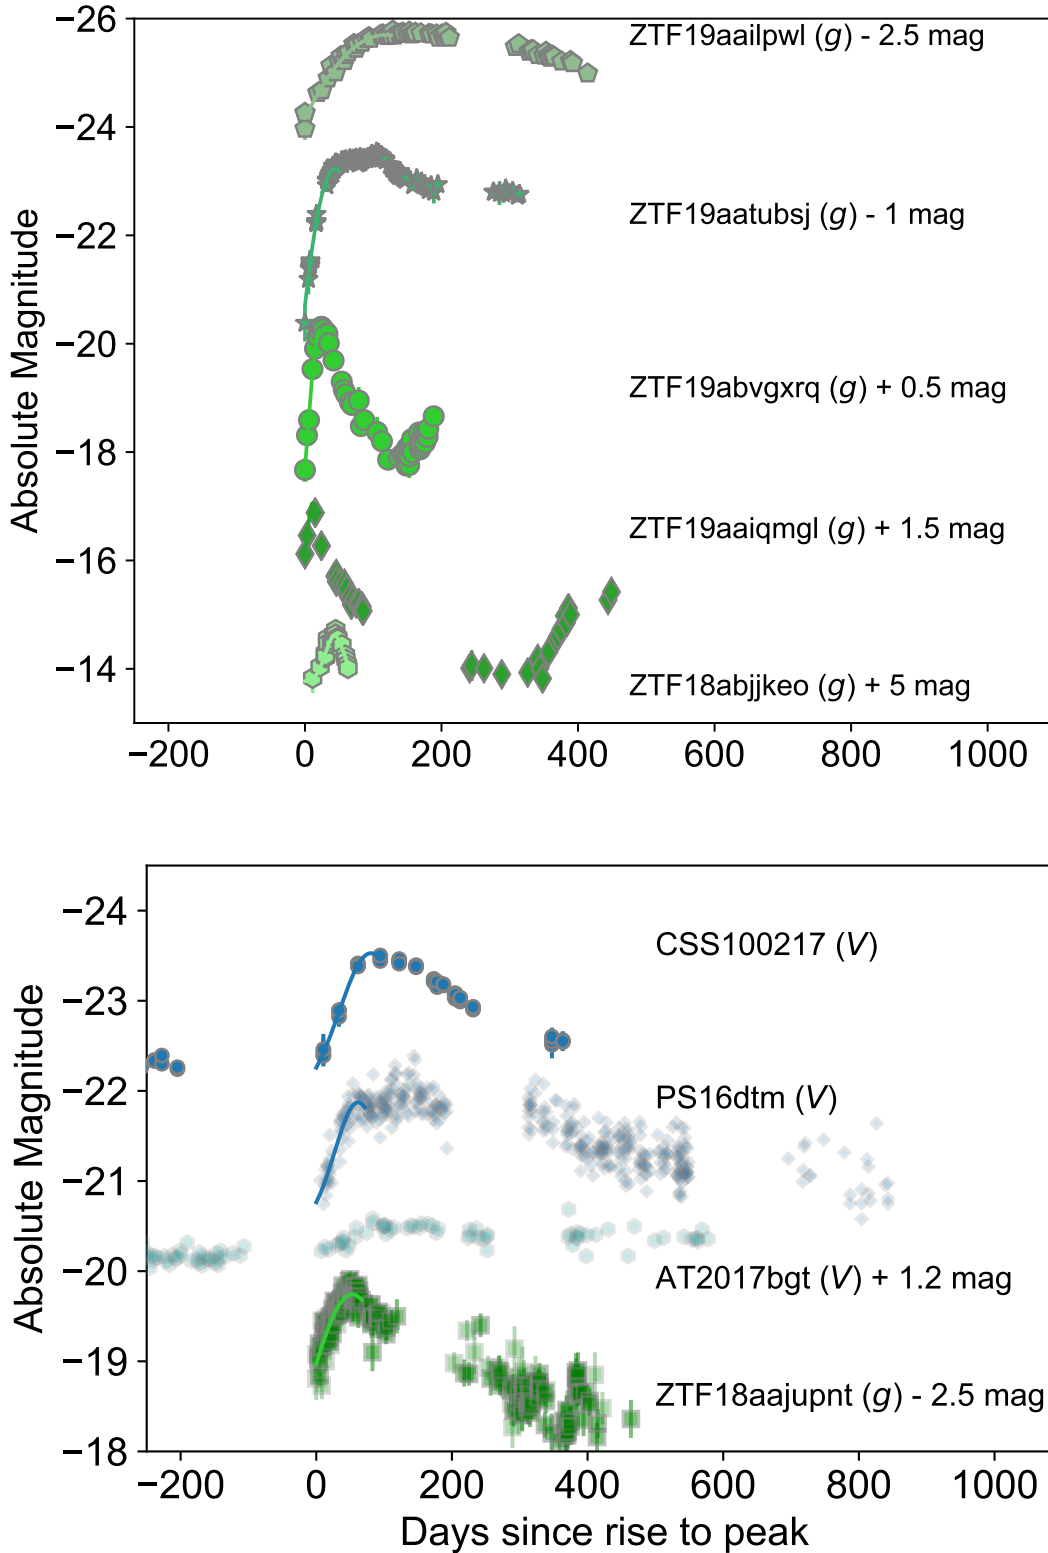 −26
ZTF19aailpwl (g) - 2.5 mag
−24
ZTF19aatubsj (g) - 1 mag
−22
Absolute Magnitude
−20
ZTF19abvgxrq (g) + 0.5 mag
−18
ZTF19aaiqmgl (g) + 1.5 mag
−16
ZTF18abjjkeo (g) + 5 mag
−14
−200 0 200 400 600 800 1000
−24
CSS100217 (V)
−23
−22
PS16dtm (V)
Absolute Magnitude
−21
−20
AT2017bgt (V) + 1.2 mag
−19
ZTF18aajupnt (g) - 2.5 mag
−18
−200 0 200 400 600 800 1000
Days since rise to peak